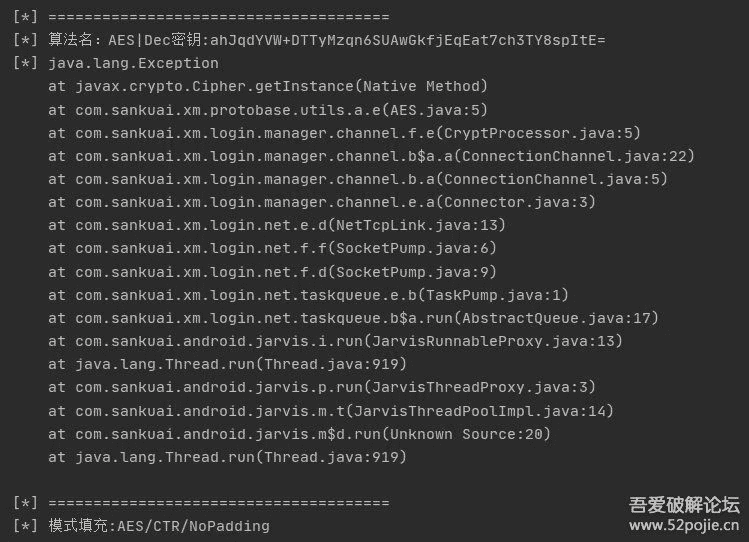 [*] ======================================
[*] 算法名：AES|Dec密钥:ahJqdYVW+DTTyMzqn6SUAwGkfjEqEat7ch3TY8spItE=
[*] java.lang.Exception
    at javax.crypto.Cipher.getInstance(Native Method)
    at com.sankuai.xm.protobase.utils.a.e(AES.java:5)
    at com.sankuai.xm.login.manager.channel.f.e(CryptProcessor.java:5)
    at com.sankuai.xm.login.manager.channel.b$a.a(ConnectionChannel.java:22)
    at com.sankuai.xm.login.manager.channel.b.a(ConnectionChannel.java:5)
    at com.sankuai.xm.login.manager.channel.e.a(Connector.java:3)
    at com.sankuai.xm.login.net.e.d(NetTcpLink.java:13)
    at com.sankuai.xm.login.net.f.f(SocketPump.java:6)
    at com.sankuai.xm.login.net.f.d(SocketPump.java:9)
    at com.sankuai.xm.login.net.taskqueue.e.b(TaskPump.java:1)
    at com.sankuai.xm.login.net.taskqueue.b$a.run(AbstractQueue.java:17)
    at com.sankuai.android.jarvis.i.run(JarvisRunnableProxy.java:13)
    at java.lang.Thread.run(Thread.java:919)
    at com.sankuai.android.jarvis.p.run(JarvisThreadProxy.java:3)
    at com.sankuai.android.jarvis.m.t(JarvisThreadPoolImpl.java:14)
    at com.sankuai.android.jarvis.m$d.run(Unknown Source:20)
    at java.lang.Thread.run(Thread.java:919)
[*] ======================================
[*] 模式填充:AES/CTR/NoPadding
吾爱破解论坛
www.52pojie.cn